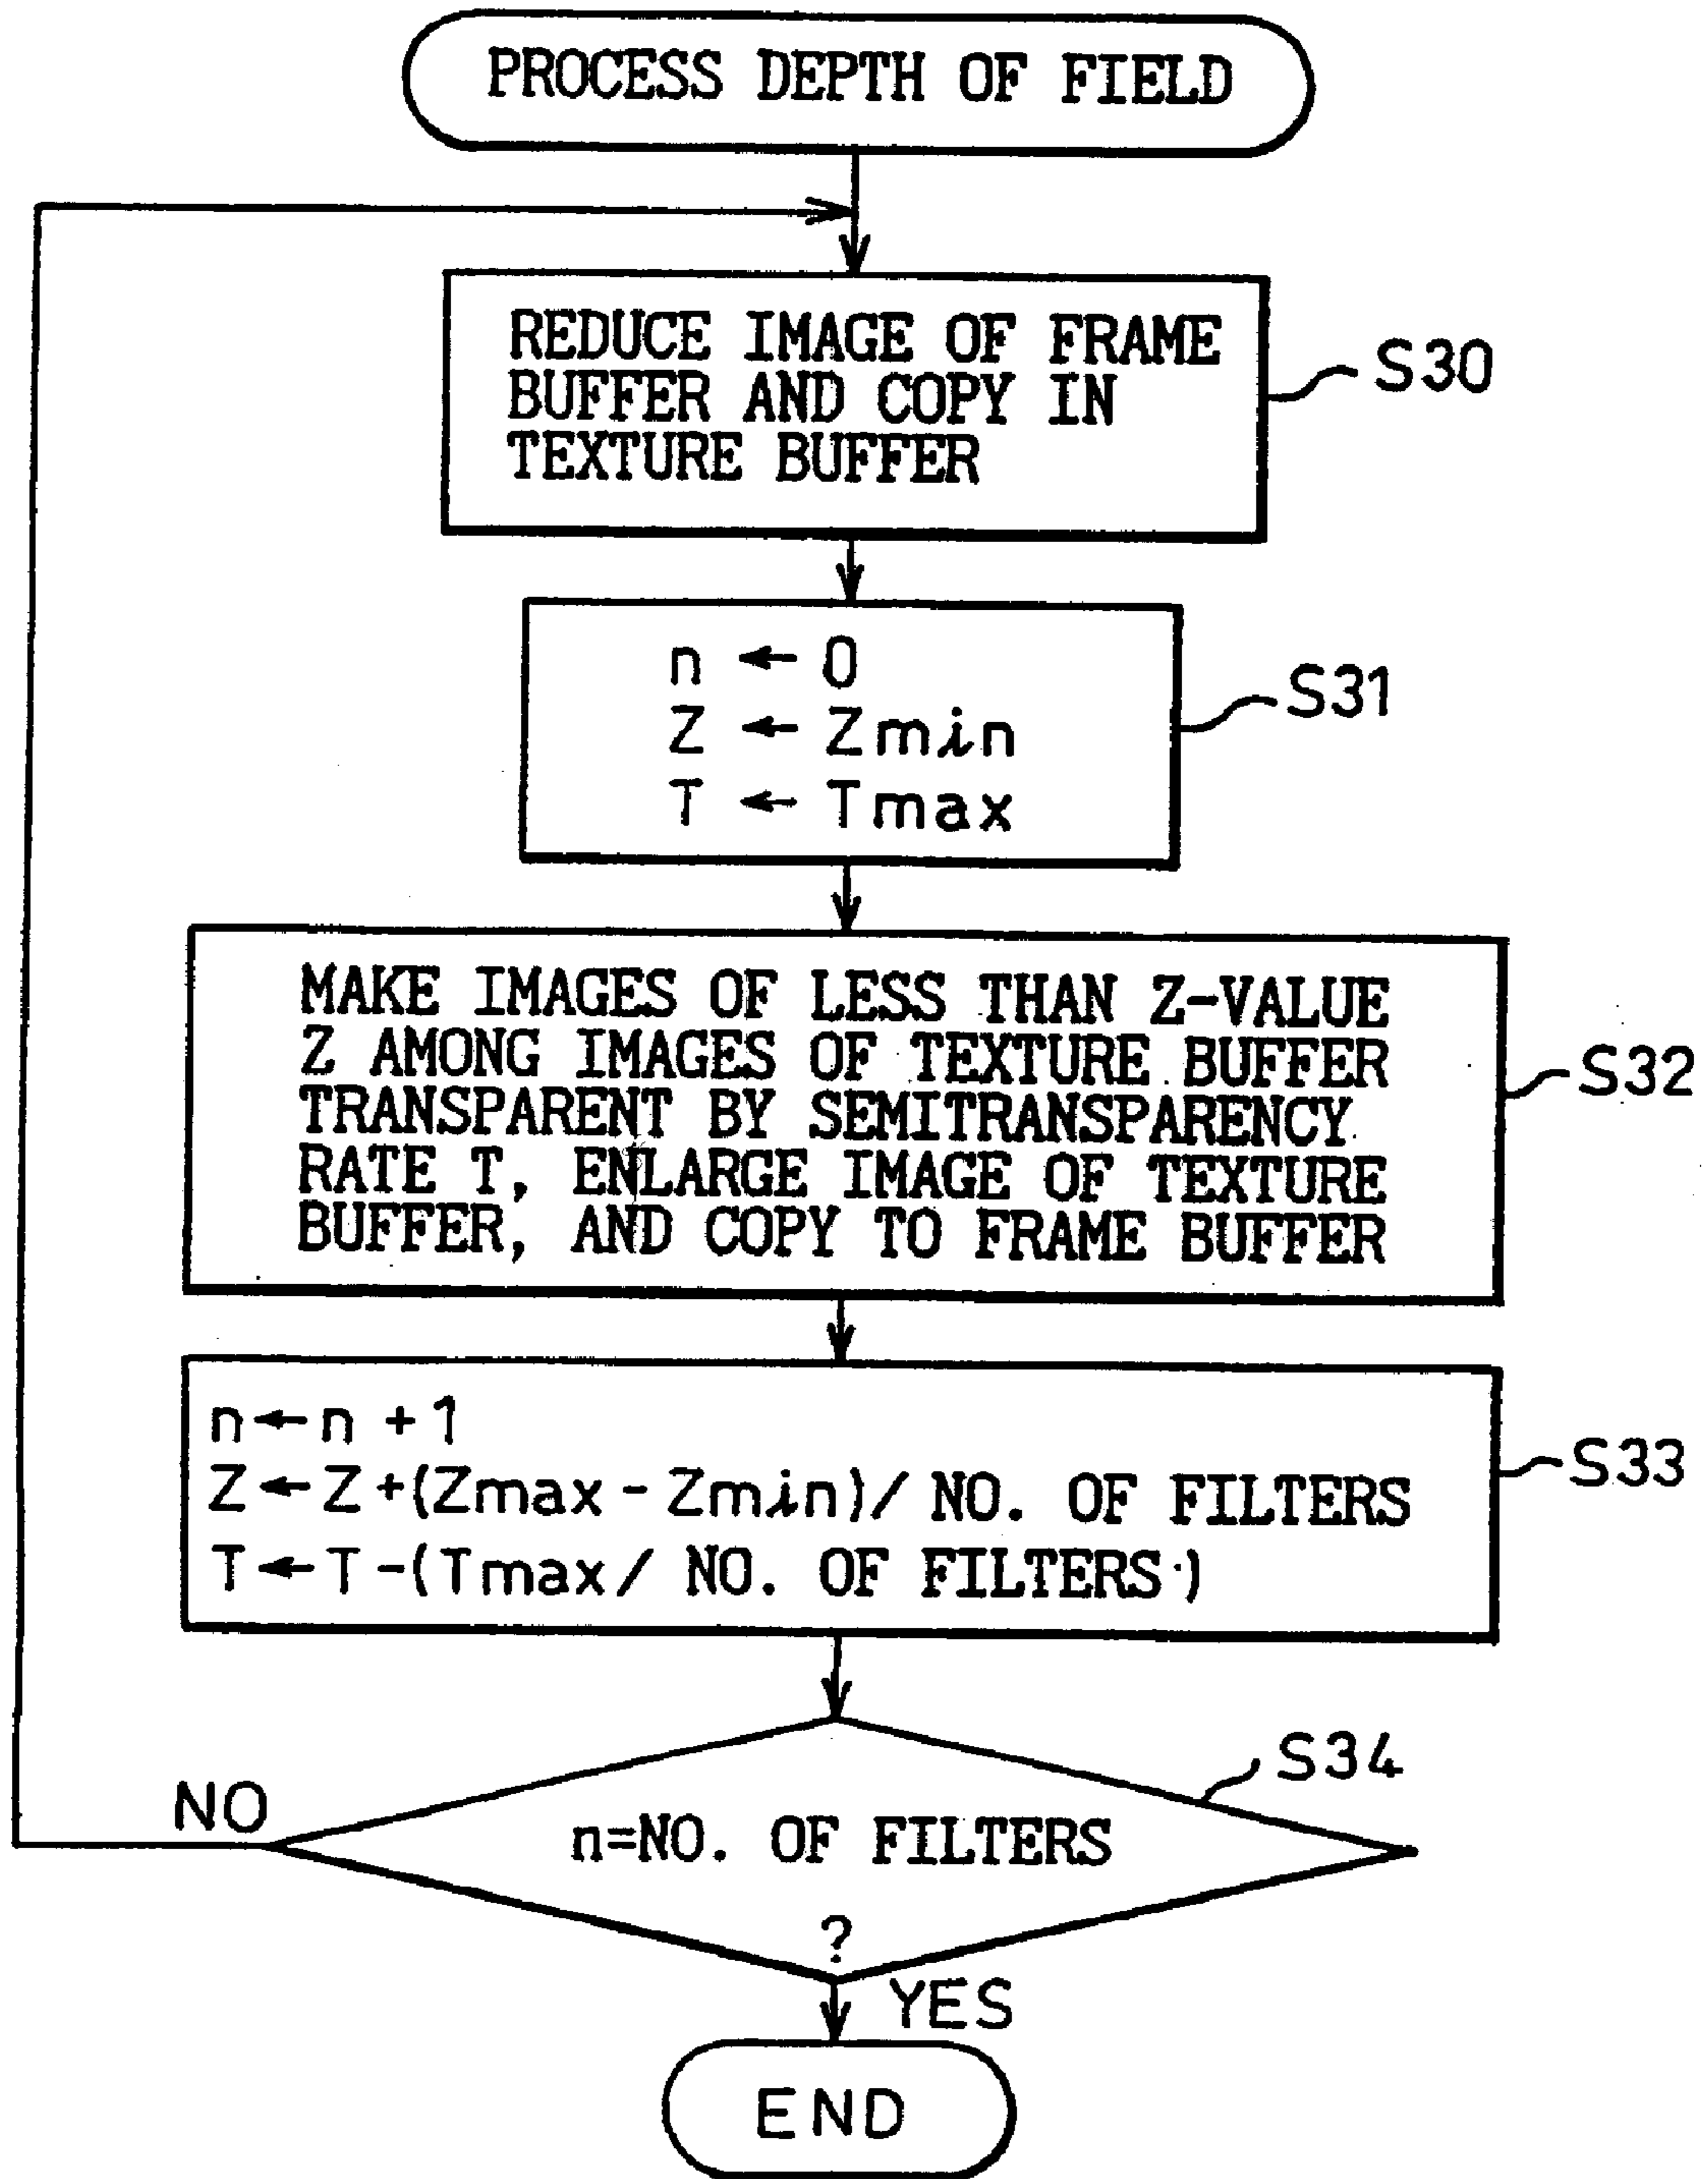 PROCESS DEPTH OF FIELD
REDUCE IMAGE OF FRAME
BUFFER AND COPY IN
TEXTURE BUFFER
S30
n ← 0
Z ← Zmin
T ← Tmax
S31
MAKE IMAGES OF LESS THAN Z-VALUE
Z AMONG IMAGES OF TEXTURE BUFFER
TRANSPARENT BY SEMITRANSPARENCY
RATE T, ENLARGE IMAGE OF TEXTURE
BUFFER, AND COPY TO FRAME BUFFER
S32
n ← n + 1
Z ← Z + (Zmax - Zmin) / NO. OF FILTERS
T ← T - (Tmax / NO. OF FILTERS)
S33
S34
NO
n=NO. OF FILTERS
?
YES
END